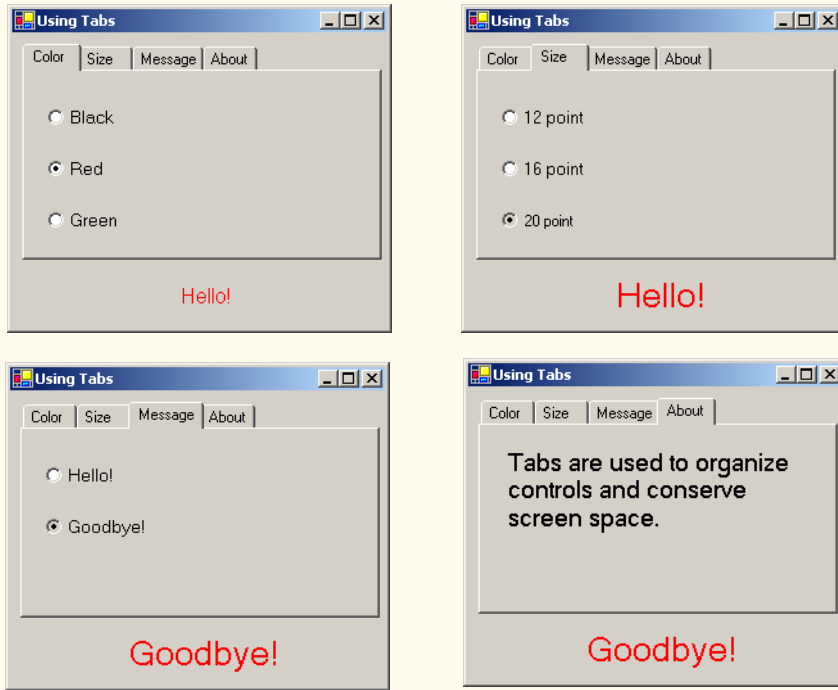 Using Tabs
Color Size Message About
Black
Red
Green
Hello!
Using Tabs
Color Size Message About
12 point
16 point
20 point
Hello!
Using Tabs
Color Size Message About
Hello!
Goodbye!
Goodbye!
Using Tabs
Color Size Message About
Tabs are used to organize
controls and conserve
screen space.
Goodbye!